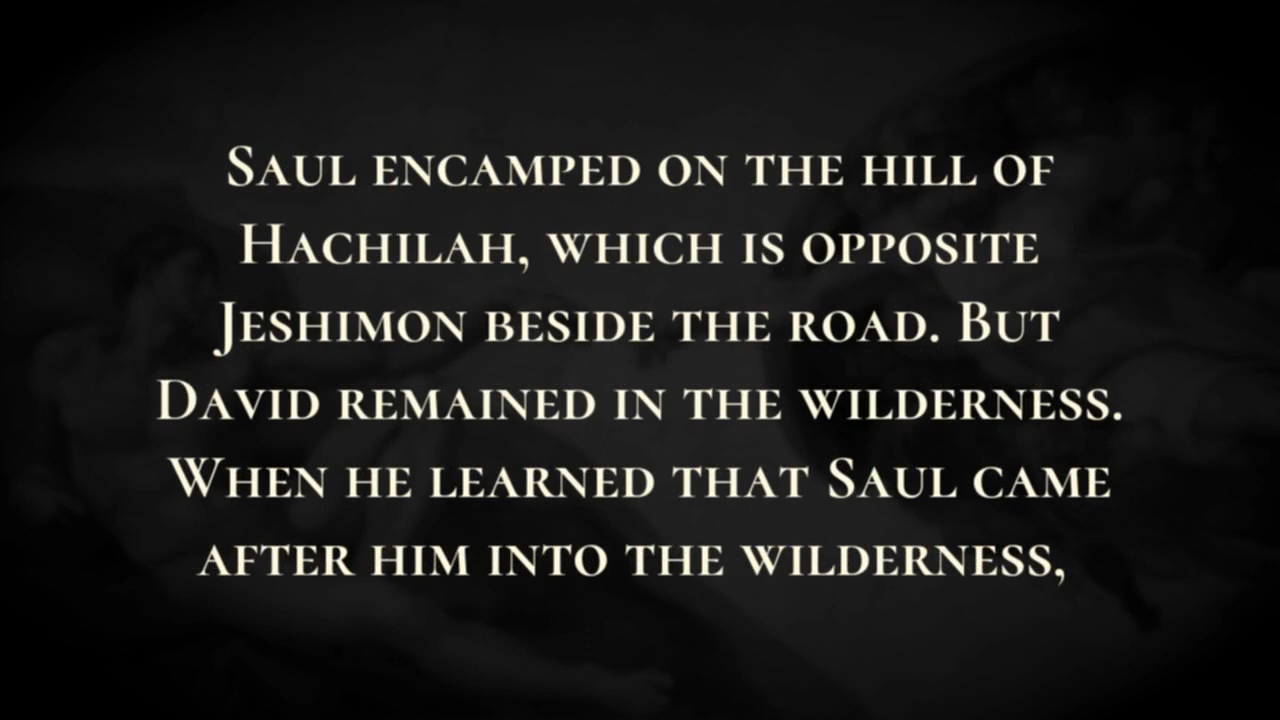 Saul encamped on the hill of
Hachilah, which is opposite
Jeshimon beside the road. But
David remained in the wilderness.
When he learned that Saul came
after him into the wilderness,